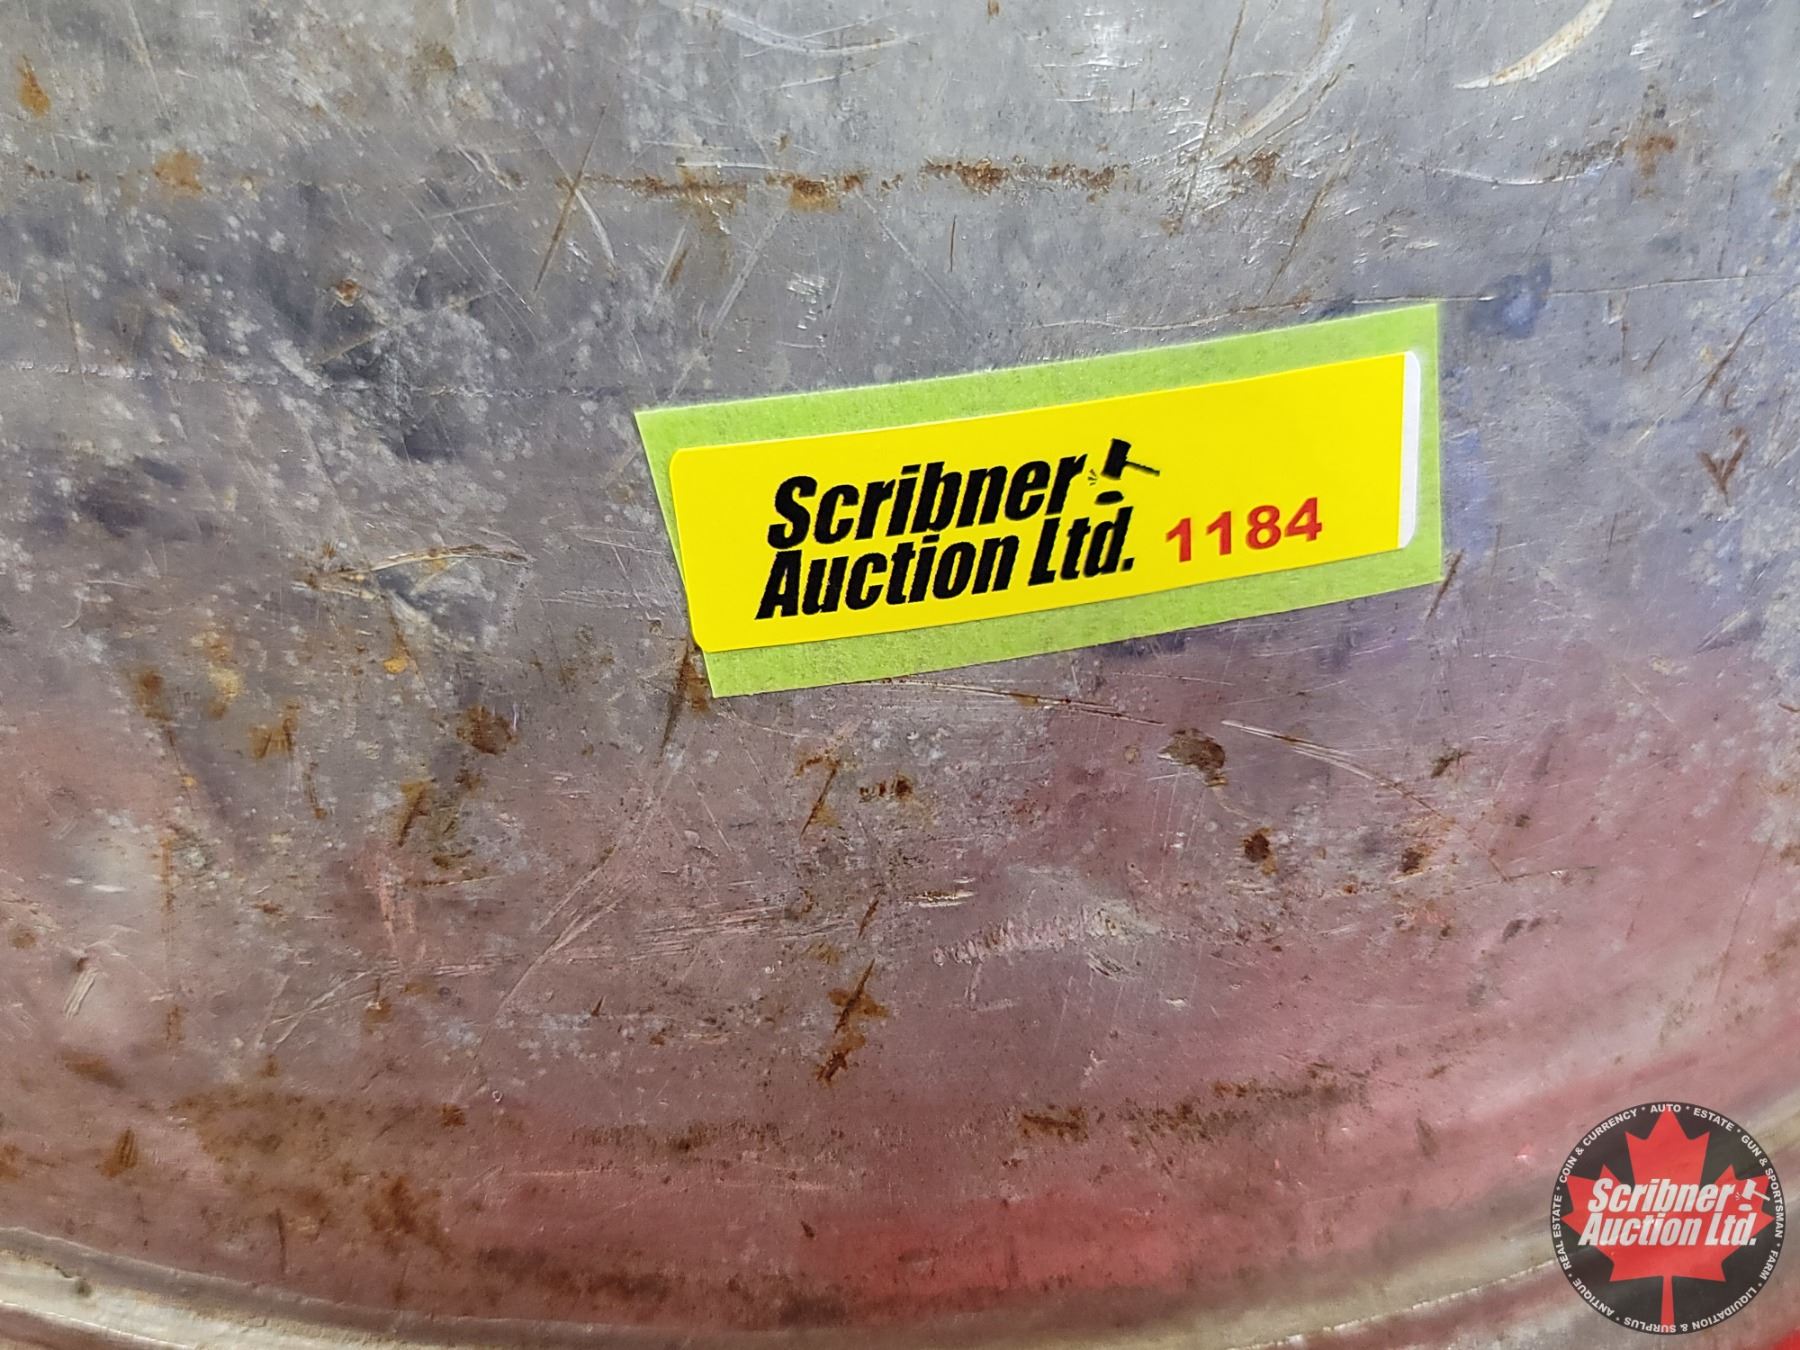 Scribner
Auction Ltd. 1184
COIN & CURRENCY * AUTO * ESTATE * GUN & SPORTSMAN * FARM * LIQUIDATION & SURPLUS * ANTIQUE * REAL ESTATE *
Scribner
Auction Ltd.